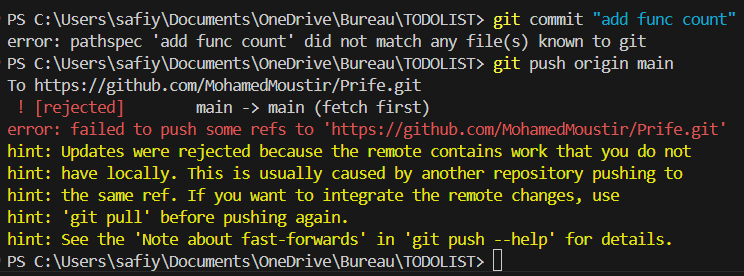 PS C:\Users\safiy\Documents\OneDrive\Bureau\TODOLIST> git commit "add func count"
error: pathspec 'add func count' did not match any file(s) known to git
PS C:\Users\safiy\Documents\OneDrive\Bureau\TODOLIST> git push origin main
To https://github.com/MohamedMoustir/Prife.git
 ! [rejected]        main -> main (fetch first)
error: failed to push some refs to 'https://github.com/MohamedMoustir/Prife.git'
hint: Updates were rejected because the remote contains work that you do not
hint: have locally. This is usually caused by another repository pushing to
hint: the same ref. If you want to integrate the remote changes, use
hint: 'git pull' before pushing again.
hint: See the 'Note about fast-forwards' in 'git push --help' for details.
PS C:\Users\safiy\Documents\OneDrive\Bureau\TODOLIST>